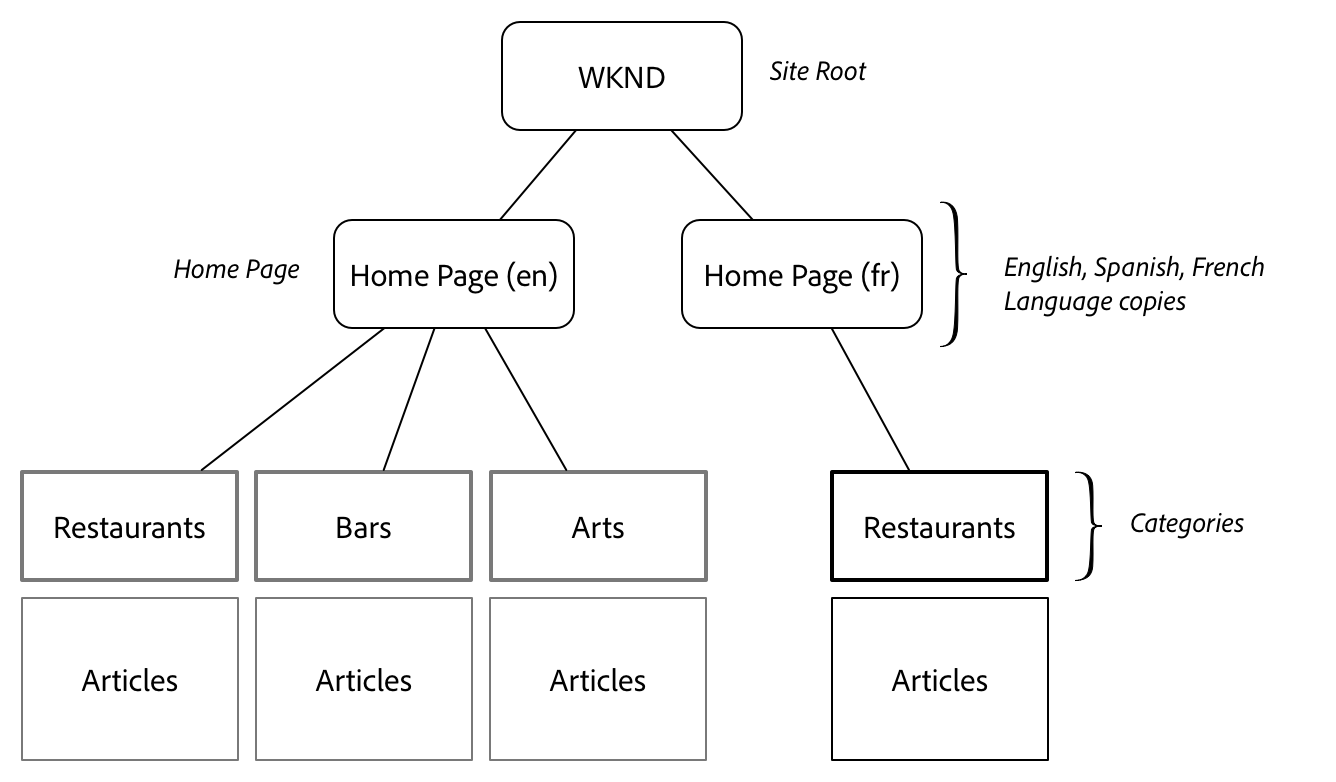 WKND
Site Root
Home Page
Home Page (en)
Home Page (fr)
English, Spanish, French
Language copies
Restaurants
Bars
Arts
Restaurants
Categories
Articles
Articles
Articles
Articles